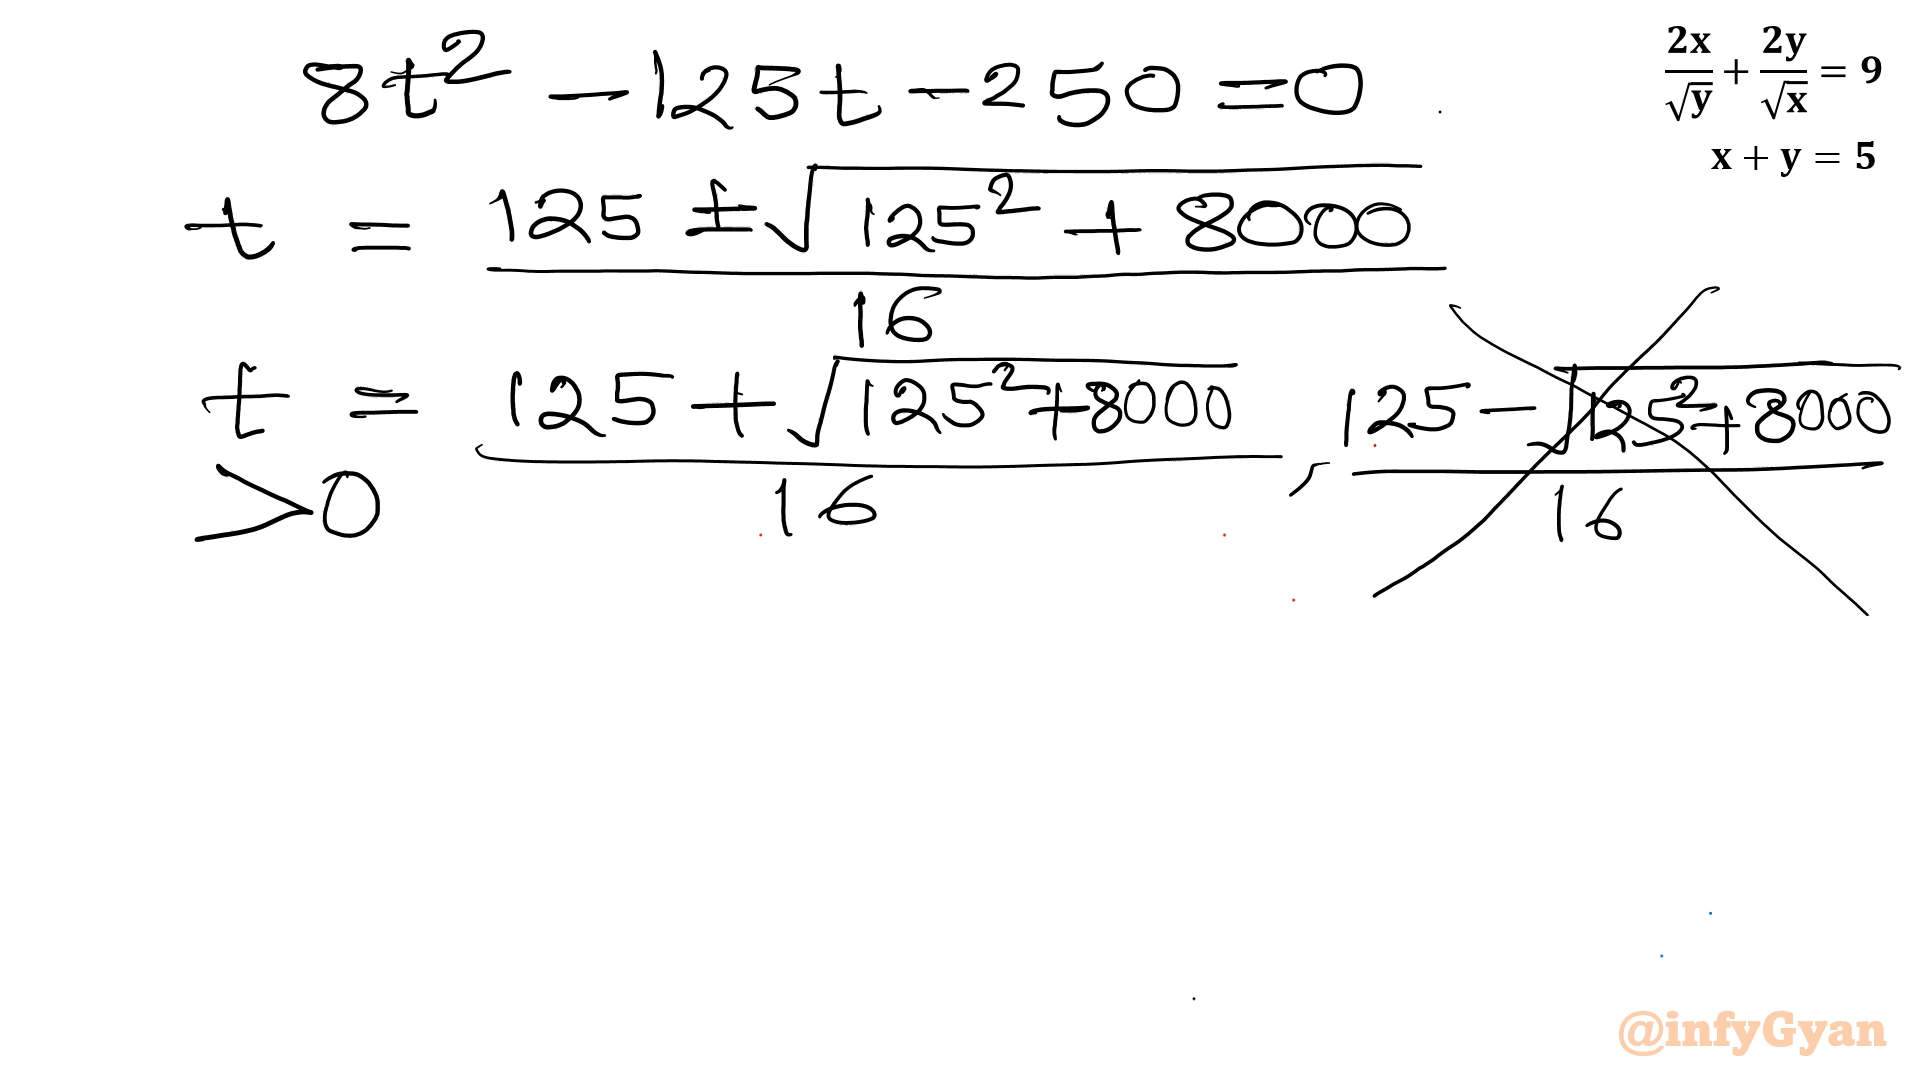 8t² − 125t − 250 = 0
2x/√y + 2y/√x = 9
x + y = 5
t = (125 ± √(125² + 8000))/16
t = (125 + √(125² + 8000))/16 , (125 − √(125² + 8000))/16
>0
@infyGyan